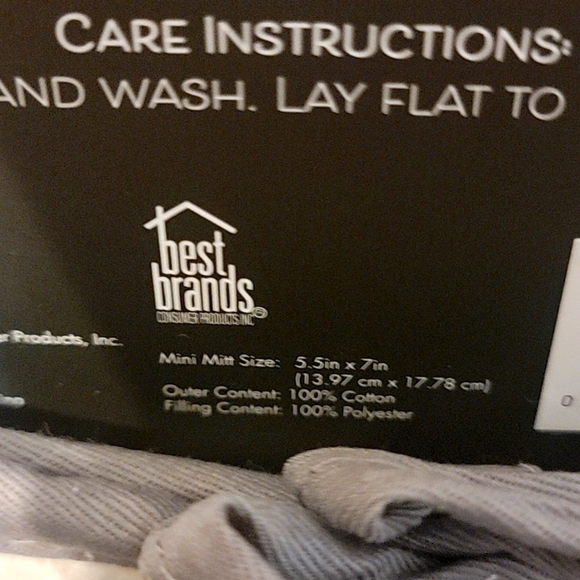 CARE INSTRUCTIONS:
AND WASH. LAY FLAT TO
best
brands
CONSUMER PRODUCTS INC
®
Products, Inc.
Mini Mitt Size: 5.5in x 7in
(13.97 cm x 17.78 cm)
Outer Content: 100% Cotton
Filling Content: 100% Polyester
0